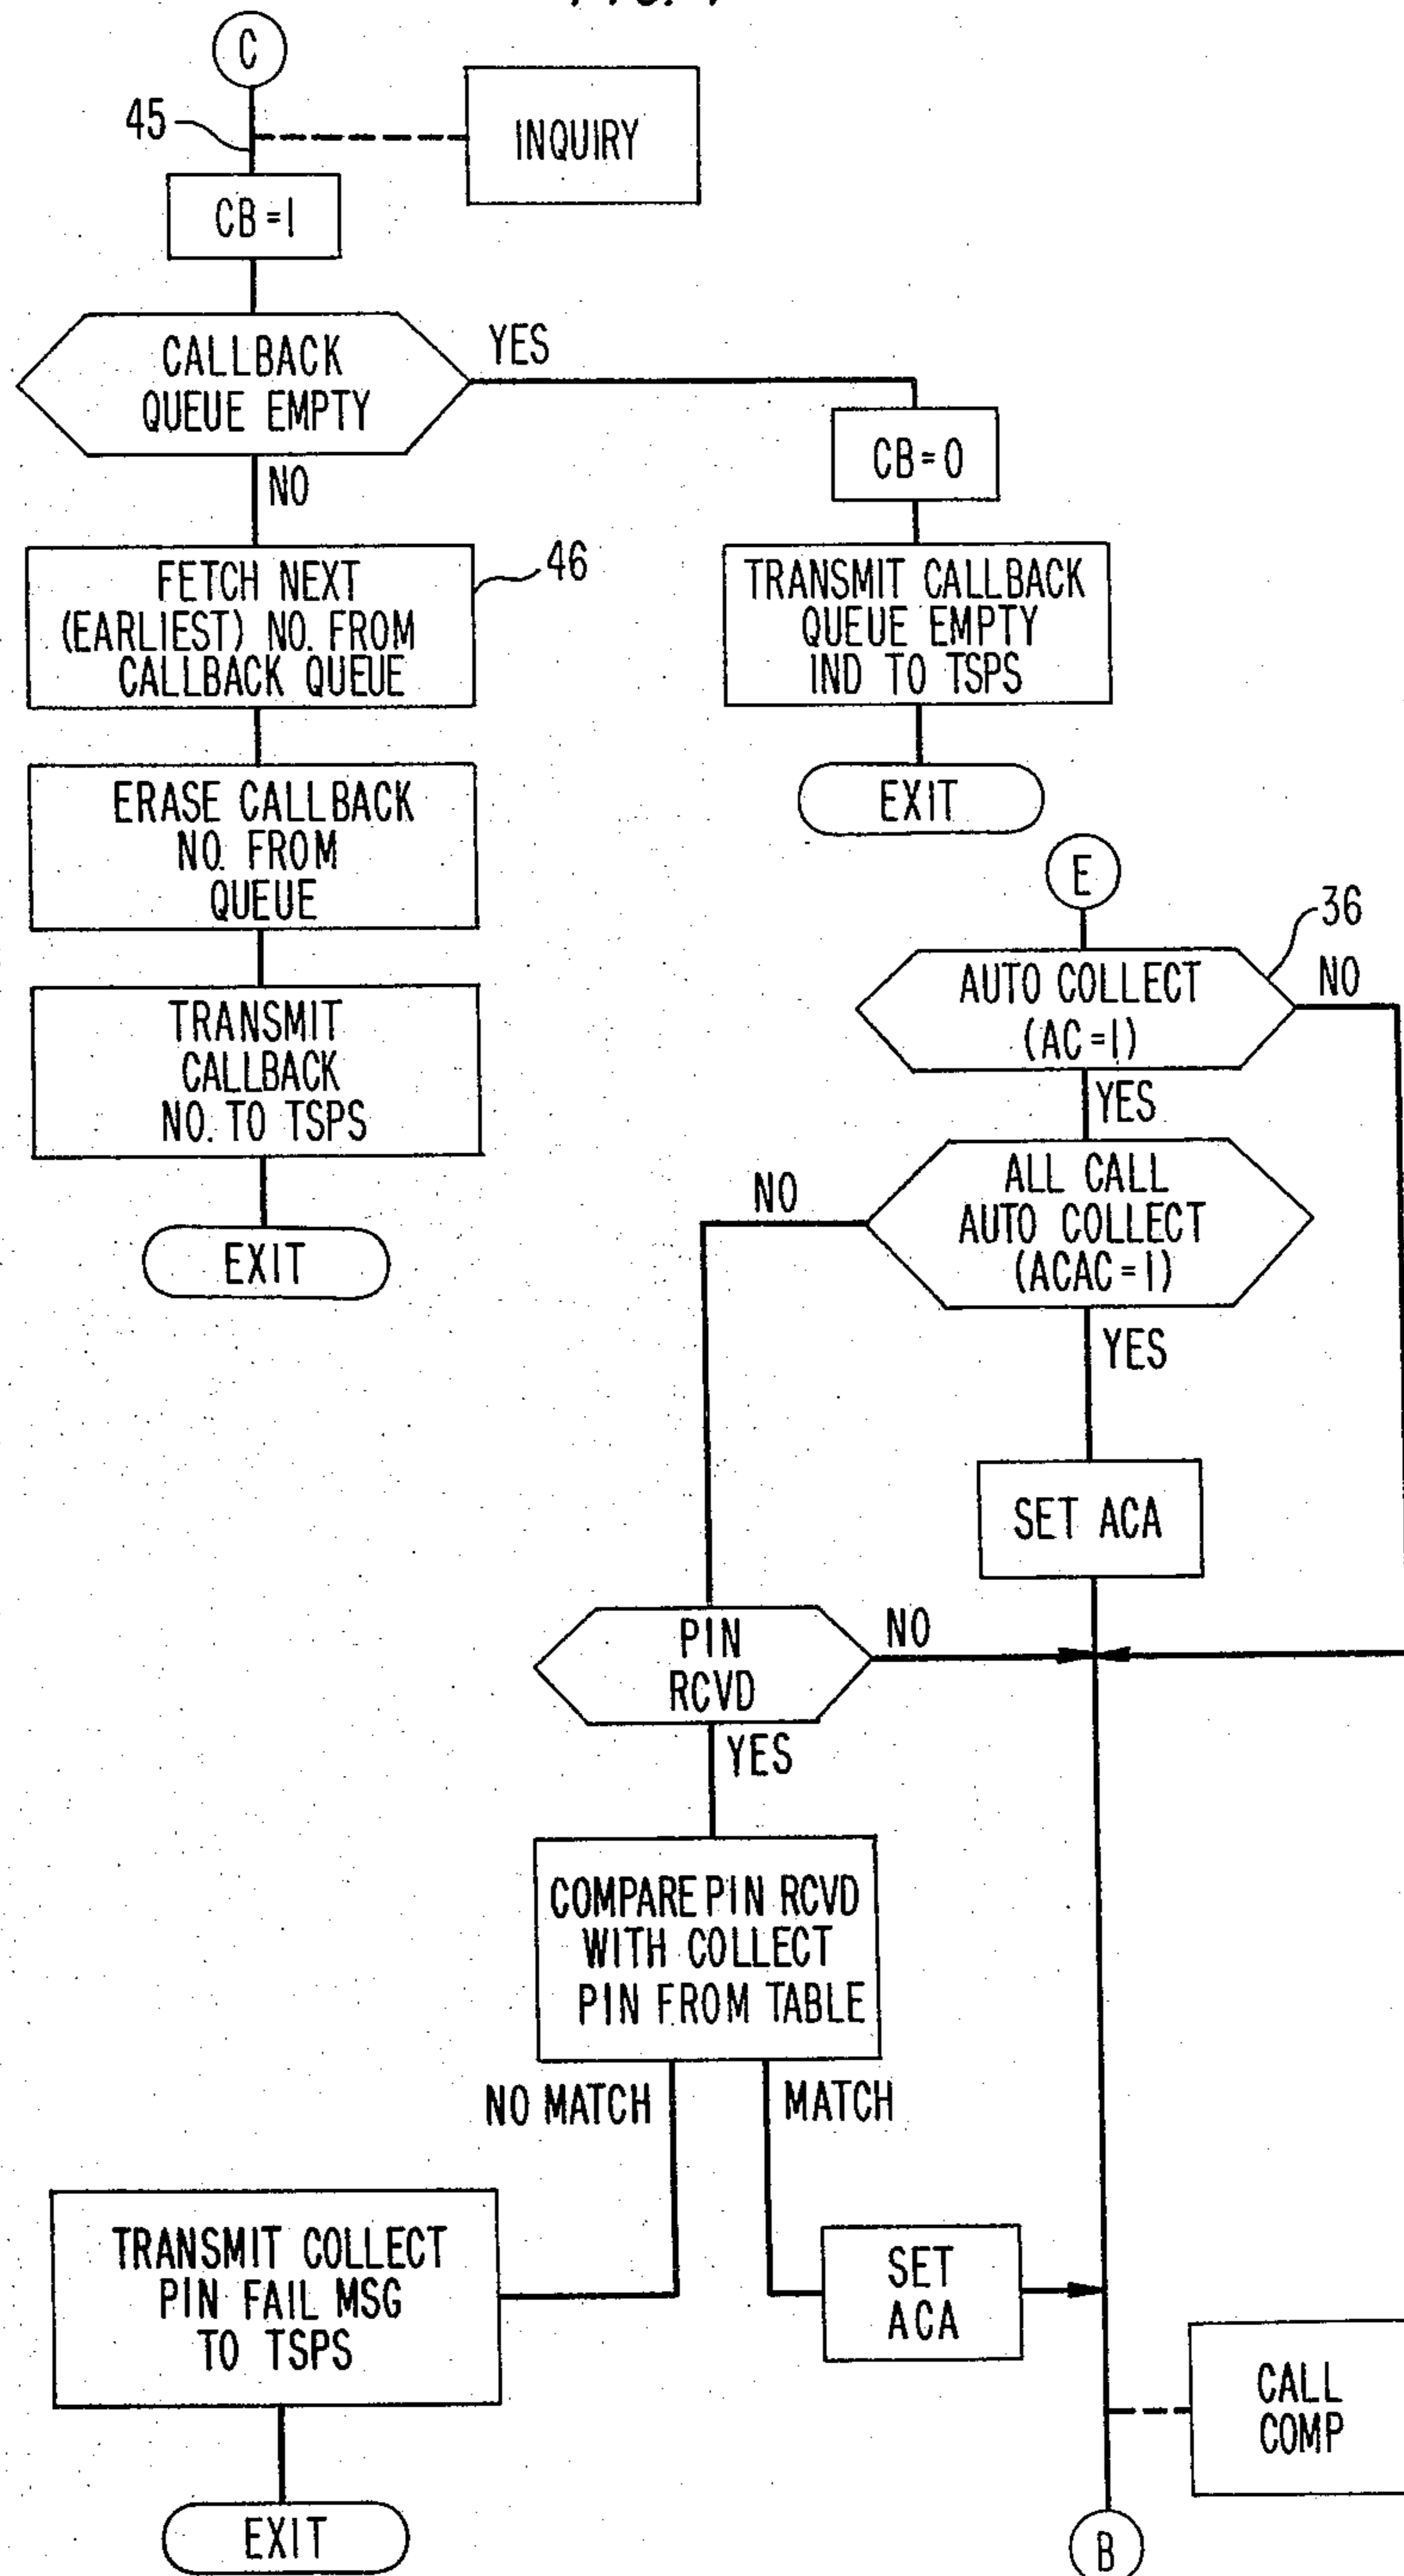 C
45
INQUIRY
CB=1
CALLBACK
QUEUE EMPTY
YES
NO
CB=0
FETCH NEXT
(EARLIEST) NO. FROM
CALLBACK QUEUE
46
TRANSMIT CALLBACK
QUEUE EMPTY
IND TO TSPS
EXIT
ERASE CALLBACK
NO. FROM
QUEUE
TRANSMIT
CALLBACK
NO. TO TSPS
EXIT
E
36
AUTO COLLECT
(AC=1)
NO
YES
ALL CALL
AUTO COLLECT
(ACAC=1)
NO
YES
SET ACA
PIN
RCVD
NO
YES
COMPARE PIN RCVD
WITH COLLECT
PIN FROM TABLE
NO MATCH
MATCH
TRANSMIT COLLECT
PIN FAIL MSG
TO TSPS
SET
ACA
CALL
COMP
EXIT
B